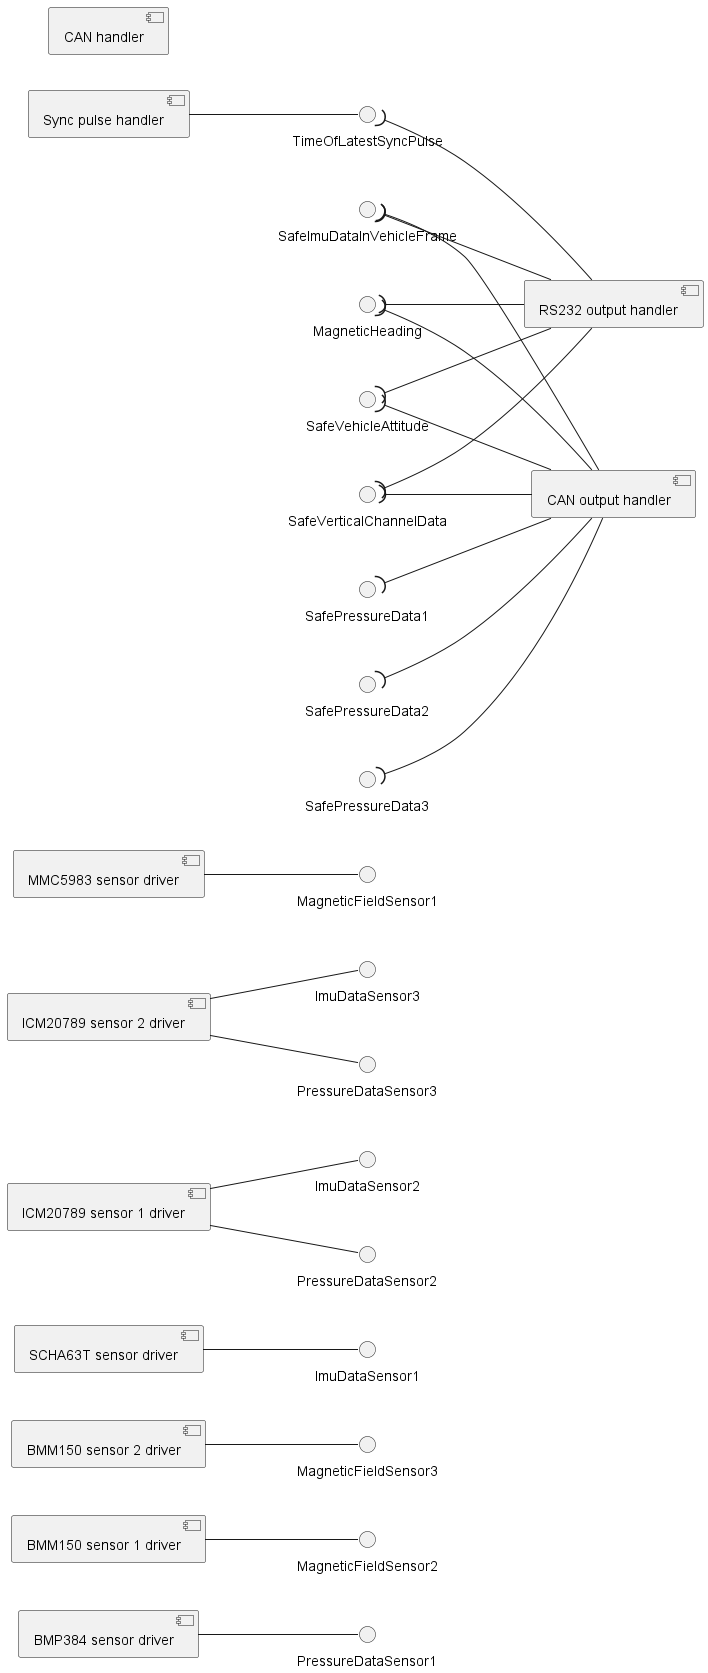 CAN handler
Sync pulse handler
TimeOfLatestSyncPulse
SafeImuDataInVehicleFrame
RS232 output handler
MagneticHeading
SafeVehicleAttitude
CAN output handler
SafeVerticalChannelData
SafePressureData1
SafePressureData2
SafePressureData3
MMC5983 sensor driver
MagneticFieldSensor1
ImuDataSensor3
ICM20789 sensor 2 driver
PressureDataSensor3
ImuDataSensor2
ICM20789 sensor 1 driver
PressureDataSensor2
SCHA63T sensor driver
ImuDataSensor1
BMM150 sensor 2 driver
MagneticFieldSensor3
BMM150 sensor 1 driver
MagneticFieldSensor2
BMP384 sensor driver
PressureDataSensor1